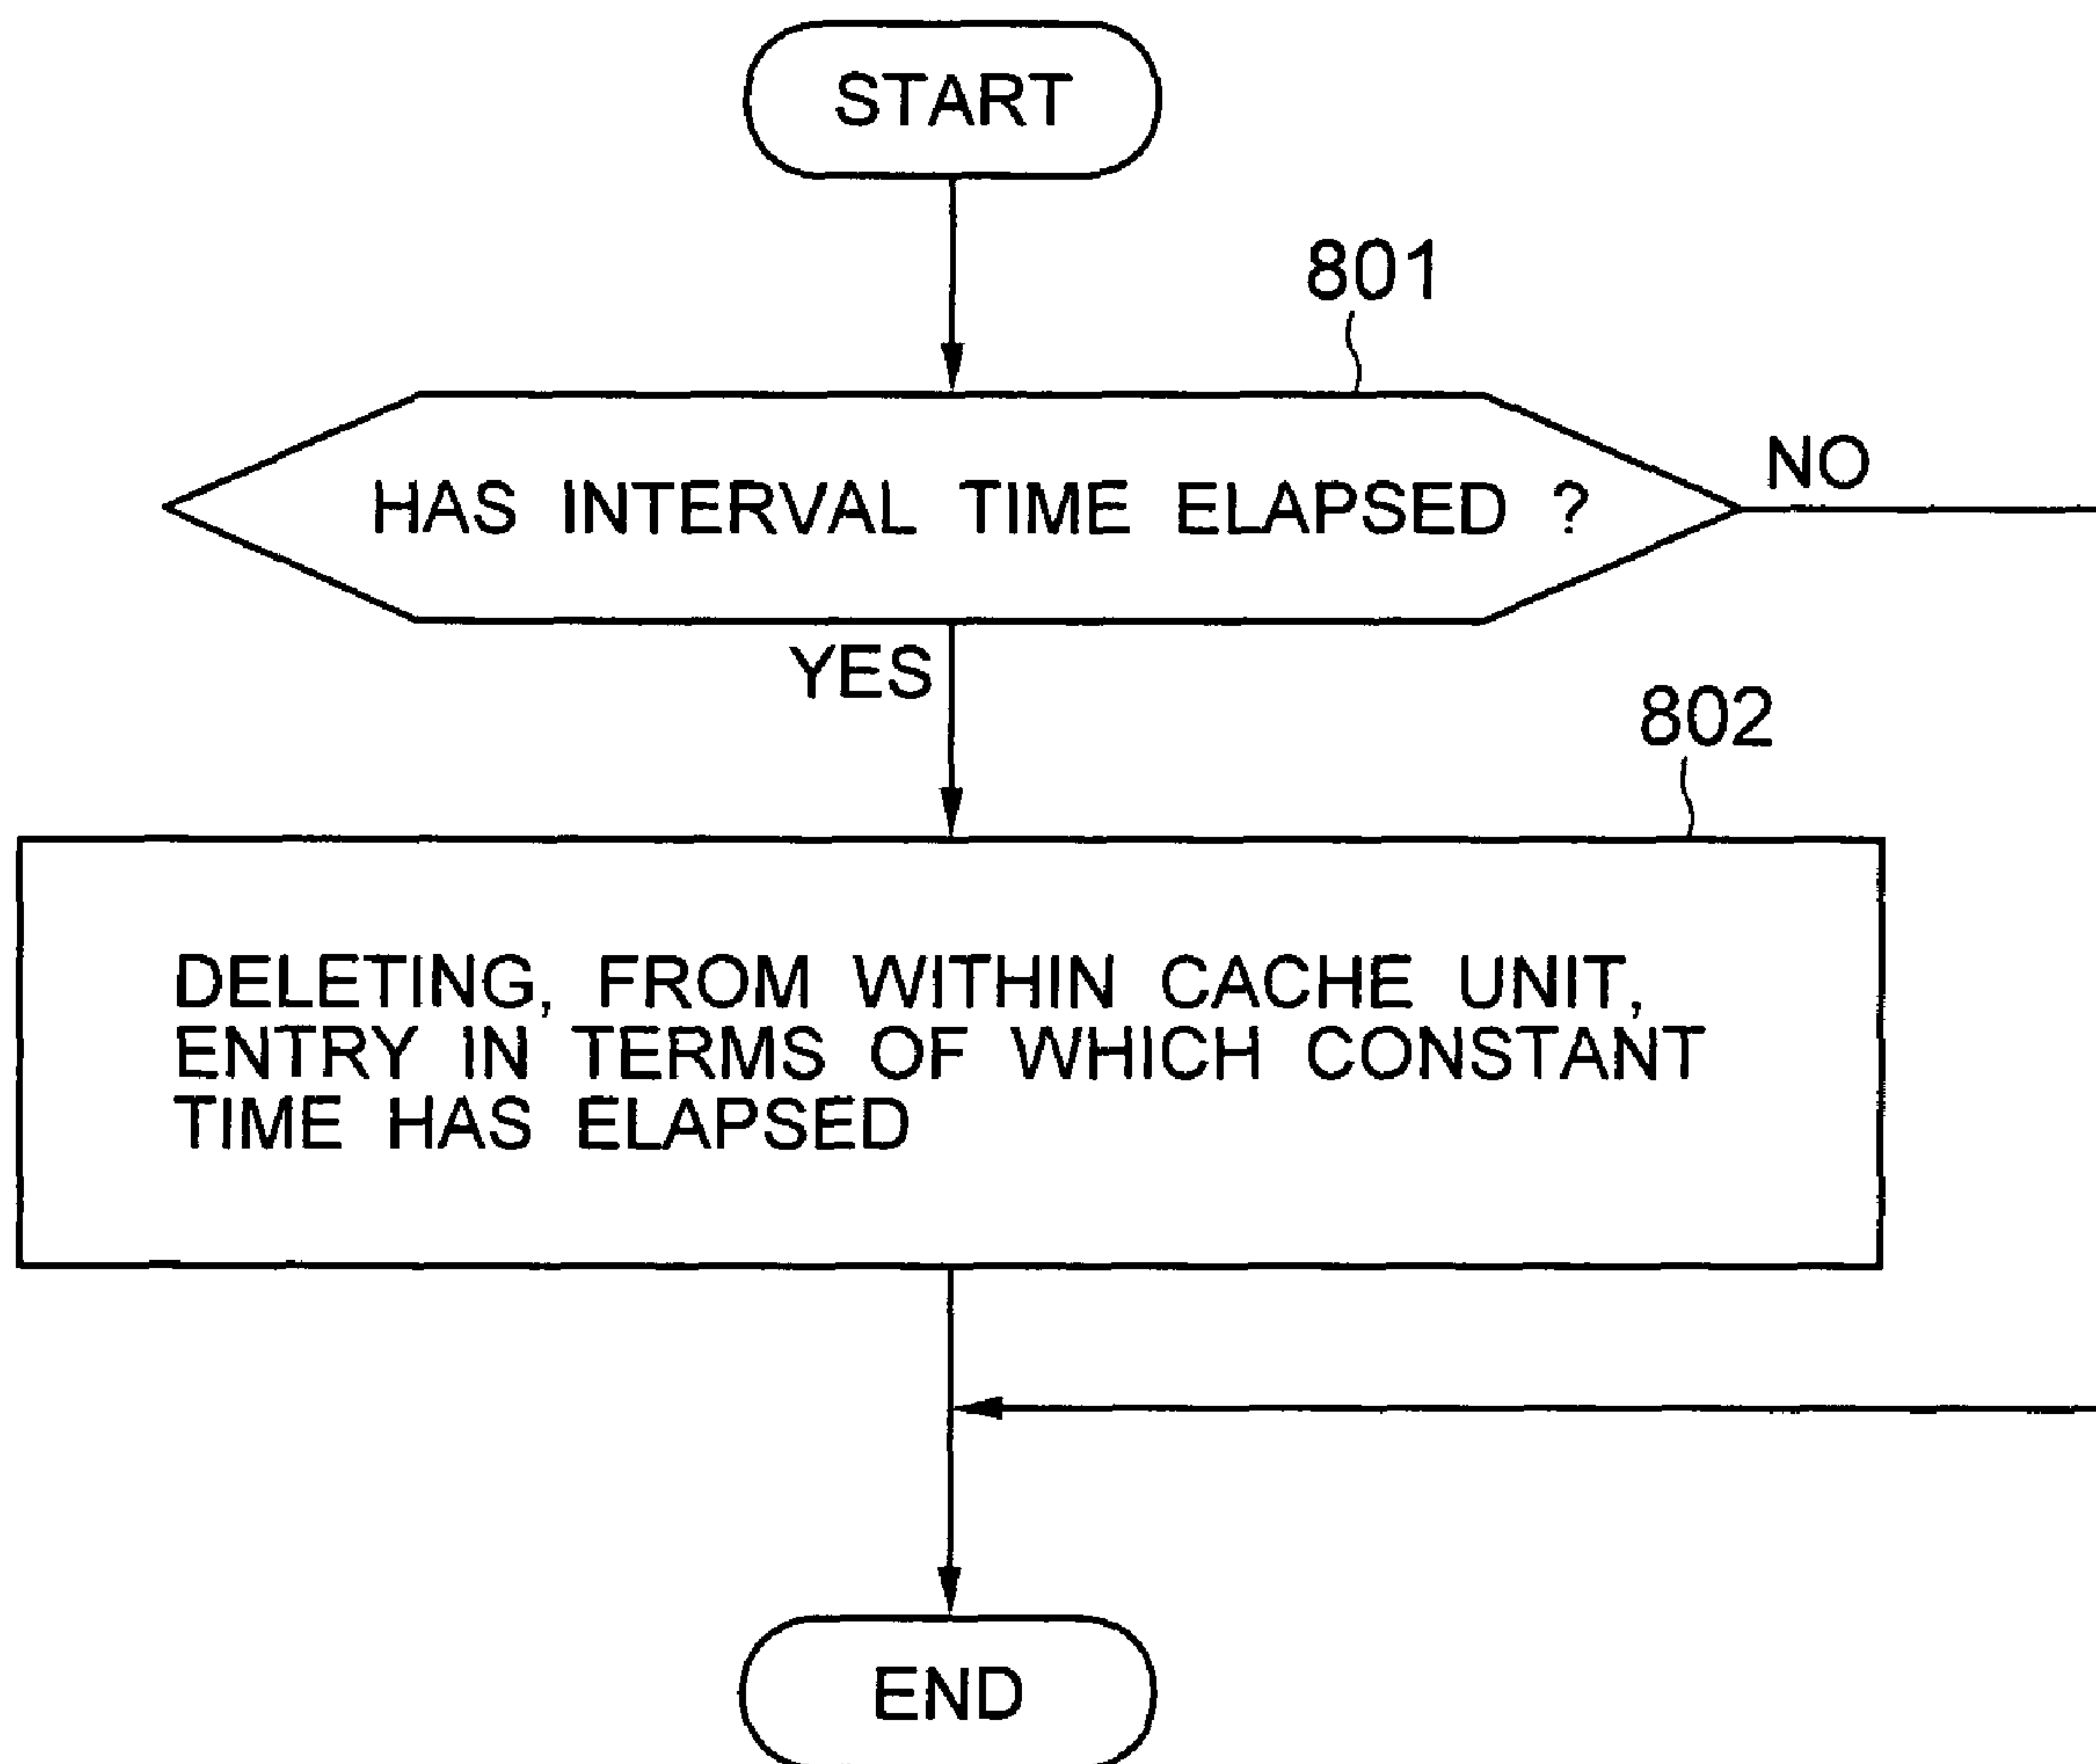 START
801
HAS INTERVAL TIME ELAPSED ?
NO
YES
802
DELETING, FROM WITHIN CACHE UNIT,
ENTRY IN TERMS OF WHICH CONSTANT
TIME HAS ELAPSED
END